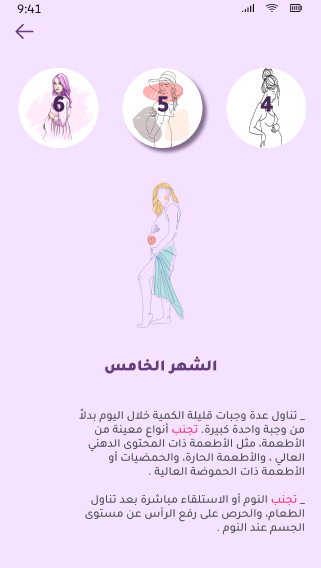 9:41
6 5 4
الشهر الخامس
_ تناول عدة وجبات قليلة الكمية خلال اليوم بدلاً
من وجبة واحدة كبيرة. تجنب أنواع معينة من
الأطعمة، مثل الأطعمة ذات المحتوى الدهني
العالي ، والأطعمة الحارة، والحمضيات أو
الأطعمة ذات الحموضة العالية .
_ تجنب النوم أو الاستلقاء مباشرة بعد تناول
الطعام، والحرص على رفع الرأس عن مستوى
الجسم عند النوم .